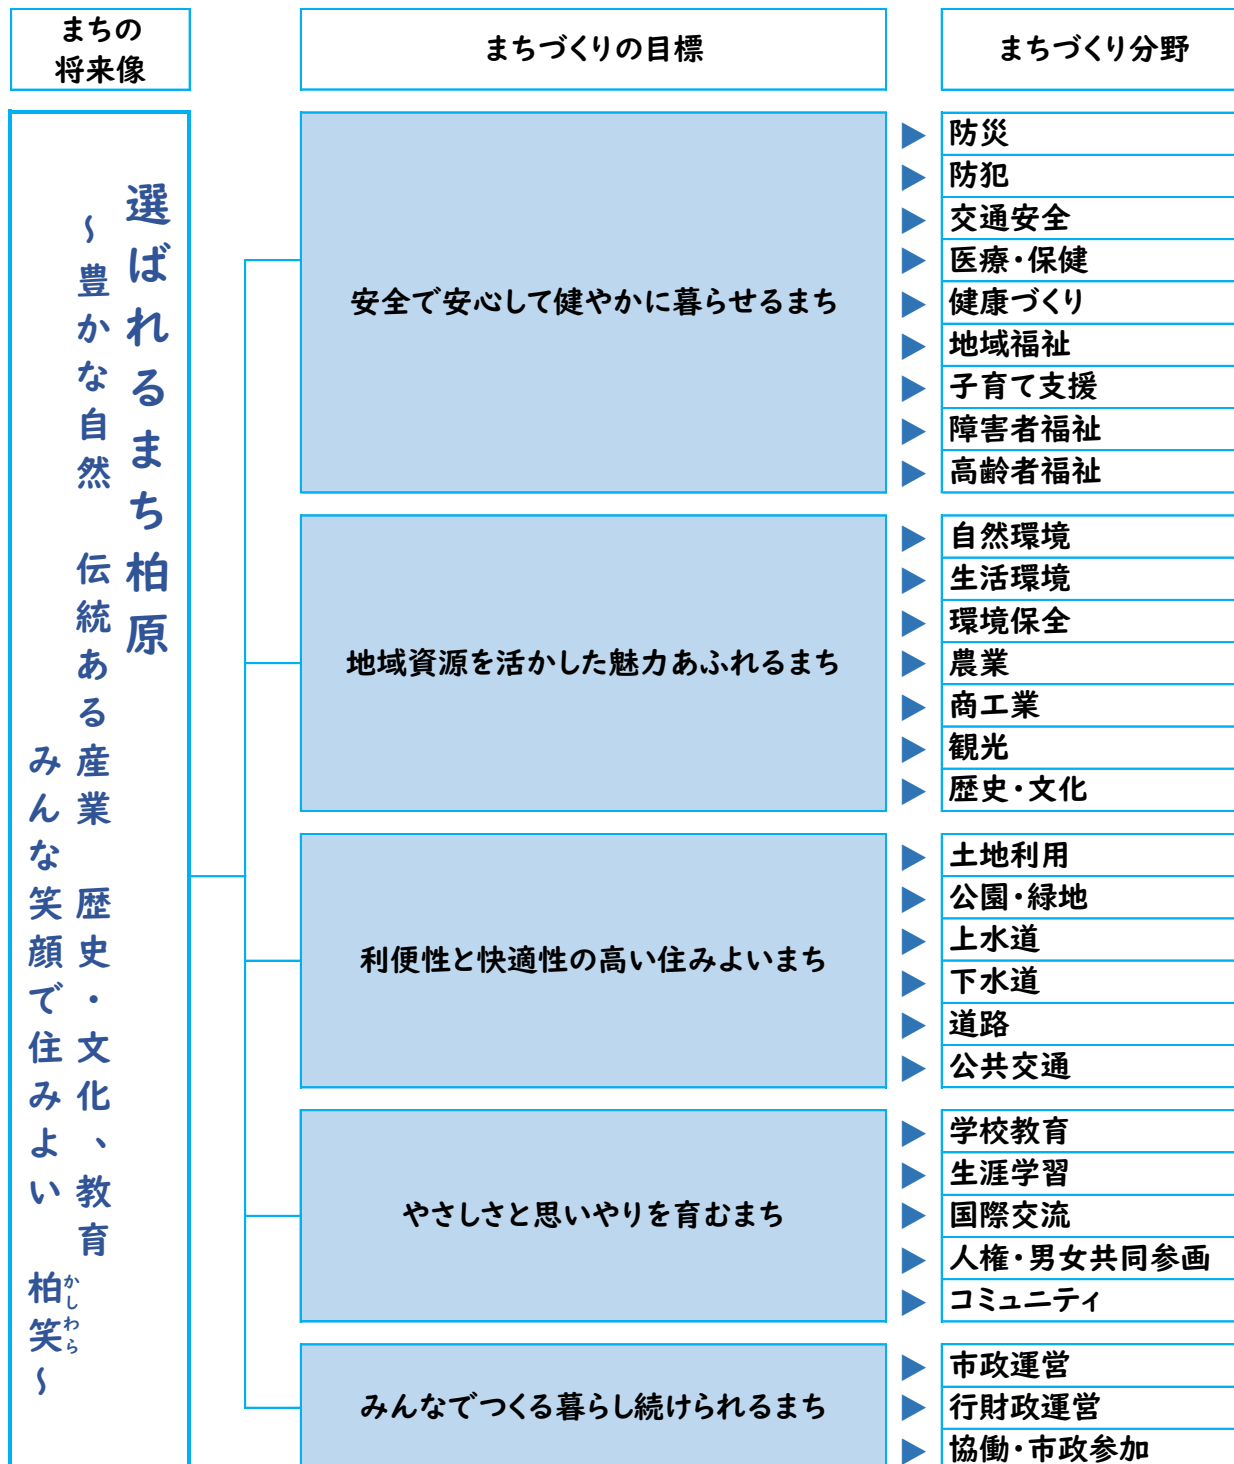 まちの
将来像
まちづくりの目標
まちづくり分野
選ばれるまち柏原
~豊かな自然 伝統ある産業 歴史・文化、教育
みんな笑顔で住みよい 柏笑~
かしわら
安全で安心して健やかに暮らせるまち
防災
防犯
交通安全
医療・保健
健康づくり
地域福祉
子育て支援
障害者福祉
高齢者福祉
地域資源を活かした魅力あふれるまち
自然環境
生活環境
環境保全
農業
商工業
観光
歴史・文化
利便性と快適性の高い住みよいまち
土地利用
公園・緑地
上水道
下水道
道路
公共交通
やさしさと思いやりを育むまち
学校教育
生涯学習
国際交流
人権・男女共同参画
コミュニティ
みんなでつくる暮らし続けられるまち
市政運営
行財政運営
協働・市政参加